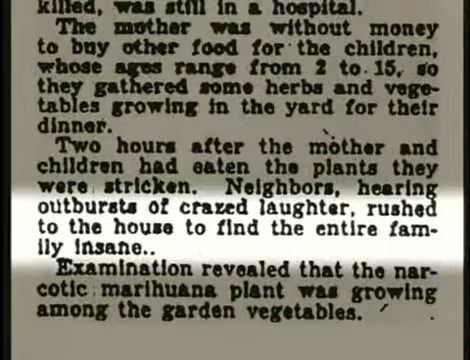 killed, was still in a hospital.
The mother was without money
to buy other food for the children,
whose ages range from 2 to 15, so
they gathered some herbs and vege-
tables growing in the yard for their
dinner.
Two hours after the mother and
children had eaten the plants they
were stricken. Neighbors, hearing
outbursts of crazed laughter, rushed
to the house to find the entire fam-
ily insane..
Examination revealed that the nar-
cotic marihuana plant was growing
among the garden vegetables.